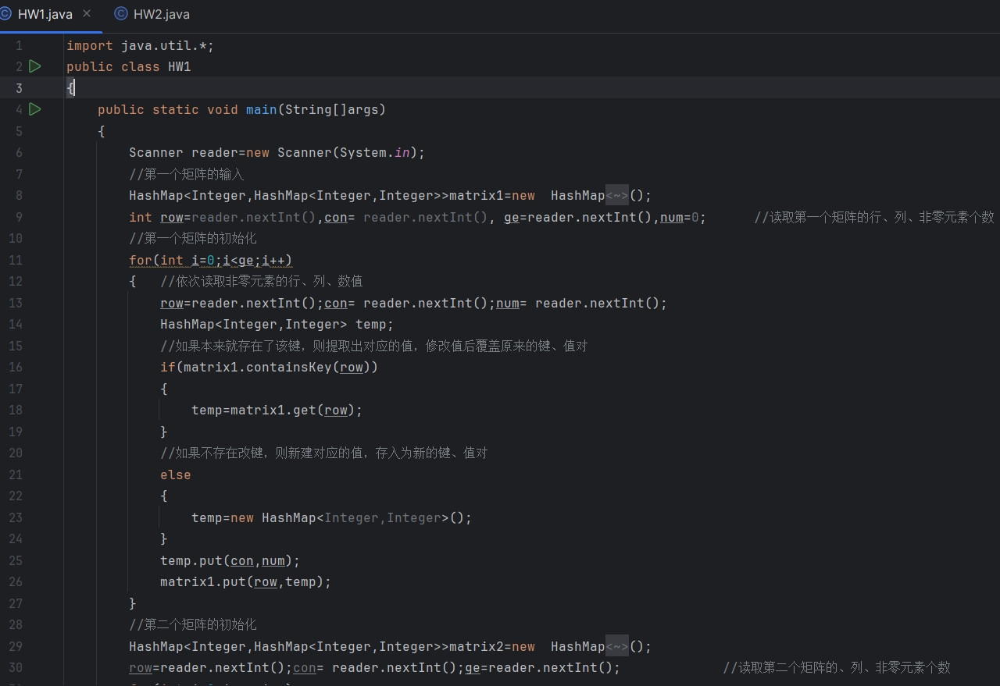 HW1.java HW2.java
1 import java.util.*;
2 public class HW1
3 {
4 public static void main(String[]args)
5 {
6 Scanner reader=new Scanner(System.in);
7 //第一个矩阵的输入
8 HashMap<Integer,HashMap<Integer,Integer>>matrix1=new  HashMap<~>();
9 int row=reader.nextInt(),con= reader.nextInt(), ge=reader.nextInt(),num=0; //读取第一个矩阵的行、列、非零元素个数
10 //第一个矩阵的初始化
11 for(int i=0;i<ge;i++)
12 { //依次读取非零元素的行、列、数值
13 row=reader.nextInt();con= reader.nextInt();num= reader.nextInt();
14 HashMap<Integer,Integer> temp;
15 //如果本来就存在了该键，则提取出对应的值，修改值后覆盖原来的键、值对
16 if(matrix1.containsKey(row))
17 {
18 temp=matrix1.get(row);
19 }
20 //如果不存在改键，则新建对应的值，存入为新的键、值对
21 else
22 {
23 temp=new HashMap<Integer,Integer>();
24 }
25 temp.put(con,num);
26 matrix1.put(row,temp);
27 }
28 //第二个矩阵的初始化
29 HashMap<Integer,HashMap<Integer,Integer>>matrix2=new  HashMap<~>();
30 row=reader.nextInt();con= reader.nextInt();ge=reader.nextInt(); //读取第二个矩阵的、列、非零元素个数